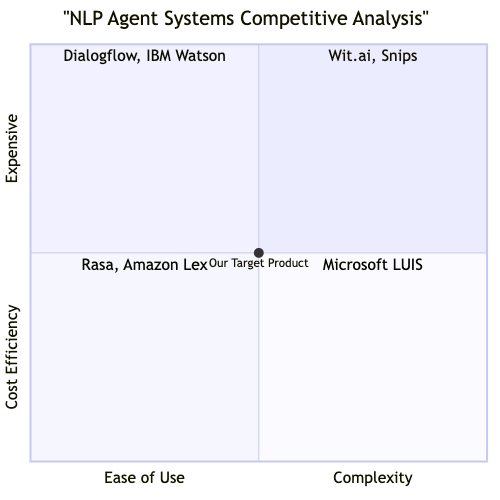 "NLP Agent Systems Competitive Analysis"
Dialogflow, IBM Watson
Wit.ai, Snips
Expensive
Rasa, Amazon Lex
Our Target Product
Microsoft LUIS
Cost Efficiency
Ease of Use
Complexity